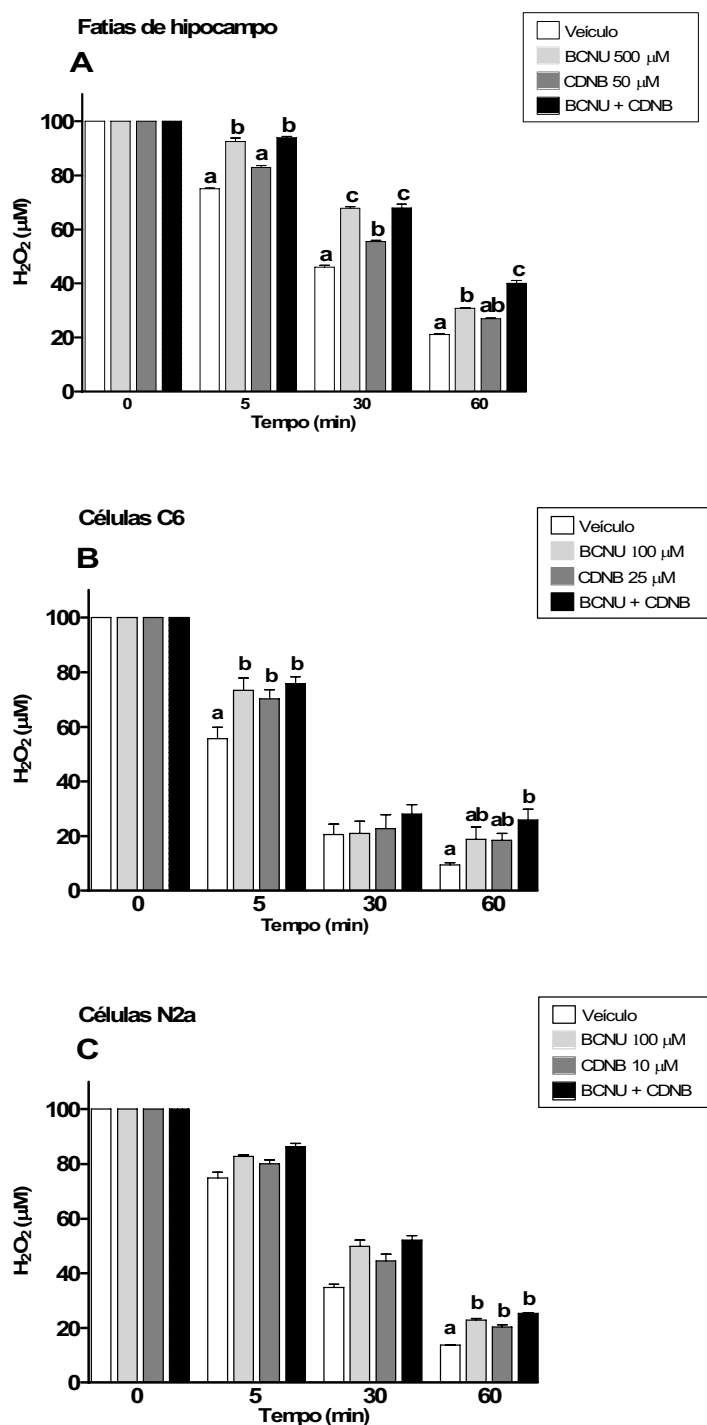 Fatias de hipocampo
A
Veículo
BCNU 500 μM
CDNB 50 μM
BCNU + CDNB
100
80
60
40
20
0
H₂O₂ (μM)
a b a b
a c b c
a b ab c
0 5 30 60
Tempo (min)
Células C6
B
Veículo
BCNU 100 μM
CDNB 25 μM
BCNU + CDNB
100
80
60
40
20
0
H₂O₂ (μM)
a b b b
a ab ab b
0 5 30 60
Tempo (min)
Células N2a
C
Veículo
BCNU 100 μM
CDNB 10 μM
BCNU + CDNB
100
80
60
40
20
0
H₂O₂ (μM)
a b b b
0 5 30 60
Tempo (min)